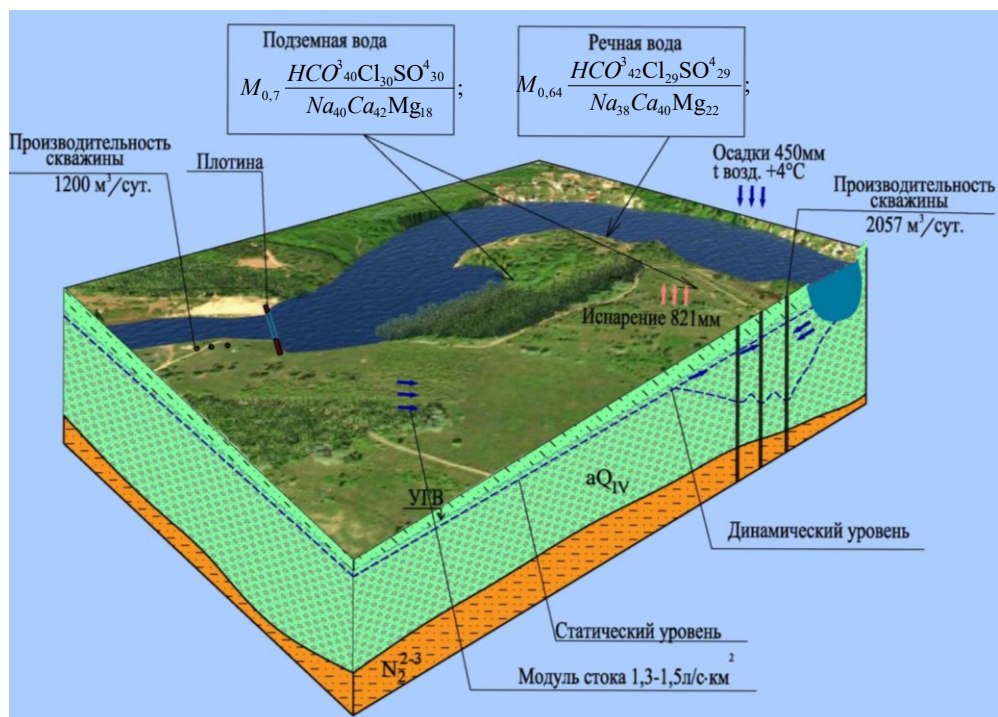 Подземная вода
M₀,₇ HCO³₄₀Cl₃₀SO⁴₃₀
Na₄₀Ca₄₂Mg₁₈ ;
Речная вода
M₀,₆₄ HCO³₄₂Cl₂₉SO⁴₂₉
Na₃₈Ca₄₀Mg₂₂ ;
Производительность
скважины
1200 м³/сут.
Плотина
Осадки 450мм
t возд. +4°C
Производительность
скважины
2057 м³/сут.
Испарение 821мм
УГВ
aQIV
Динамический уровень
Статический уровень
N₂²⁻³
Модуль стока 1,3-1,5л/с·км²